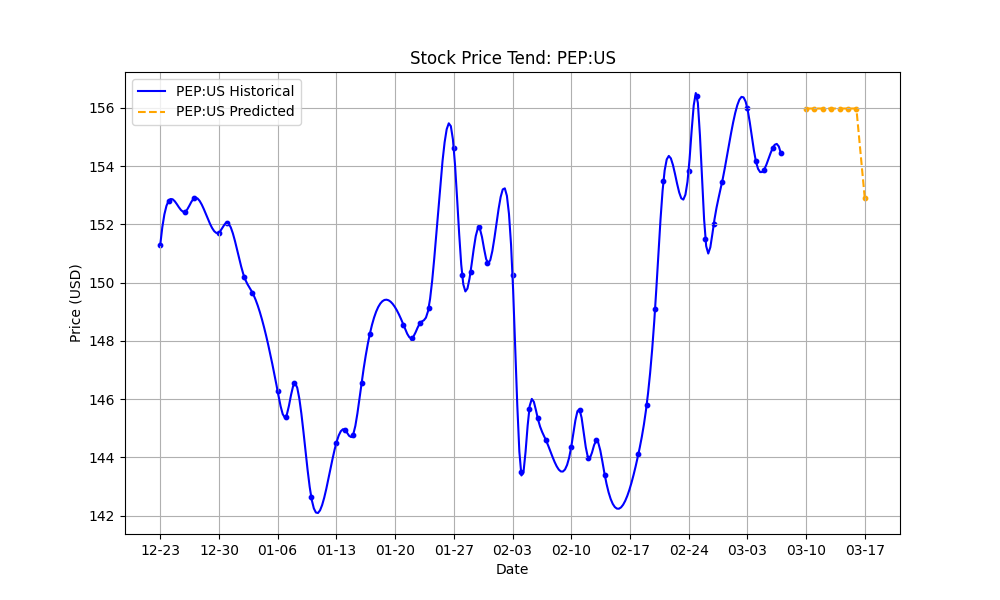 Stock Price Tend: PEP:US
PEP:US Historical
PEP:US Predicted
Price (USD)
156
154
152
150
148
146
144
142
12-23 12-30 01-06 01-13 01-20 01-27 02-03 02-10 02-17 02-24 03-03 03-10 03-17
Date